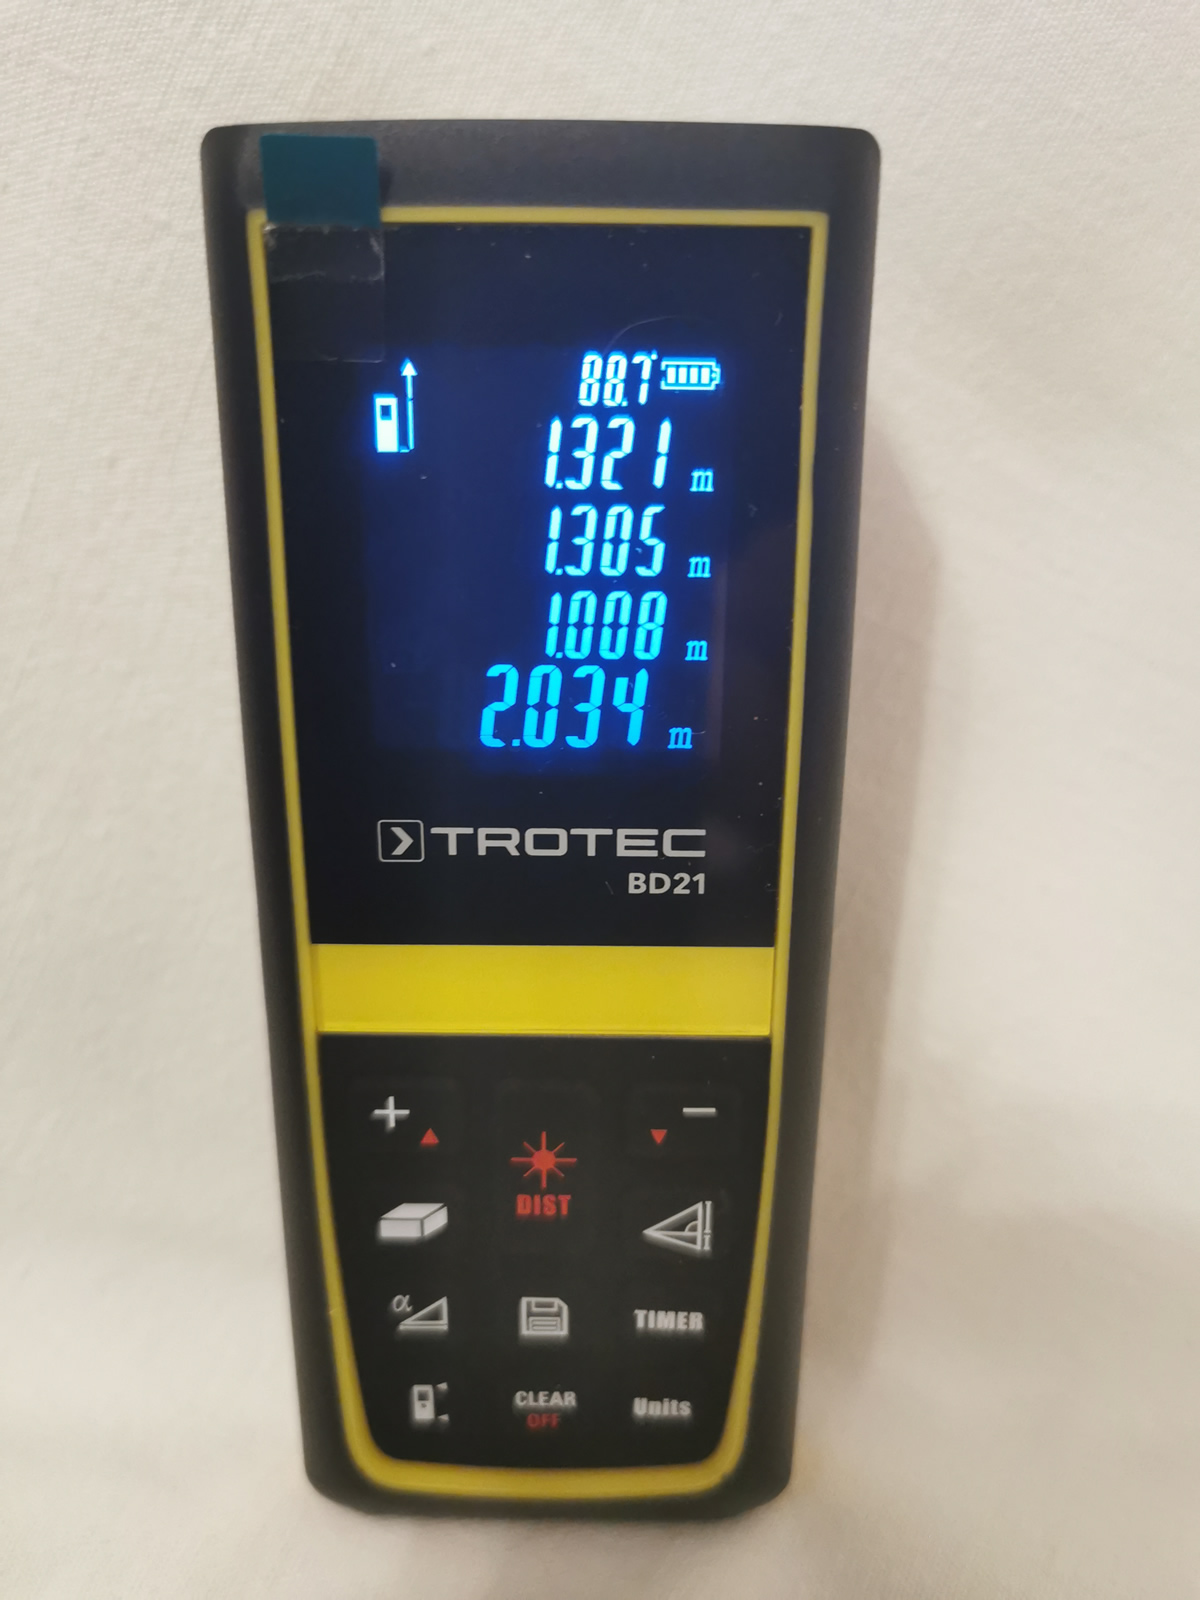 88.7°
1.321 m
1.305 m
1.008 m
2.034 m
TROTEC
BD21
+ −
DIST
α
TIMER
CLEAR
OFF
Units